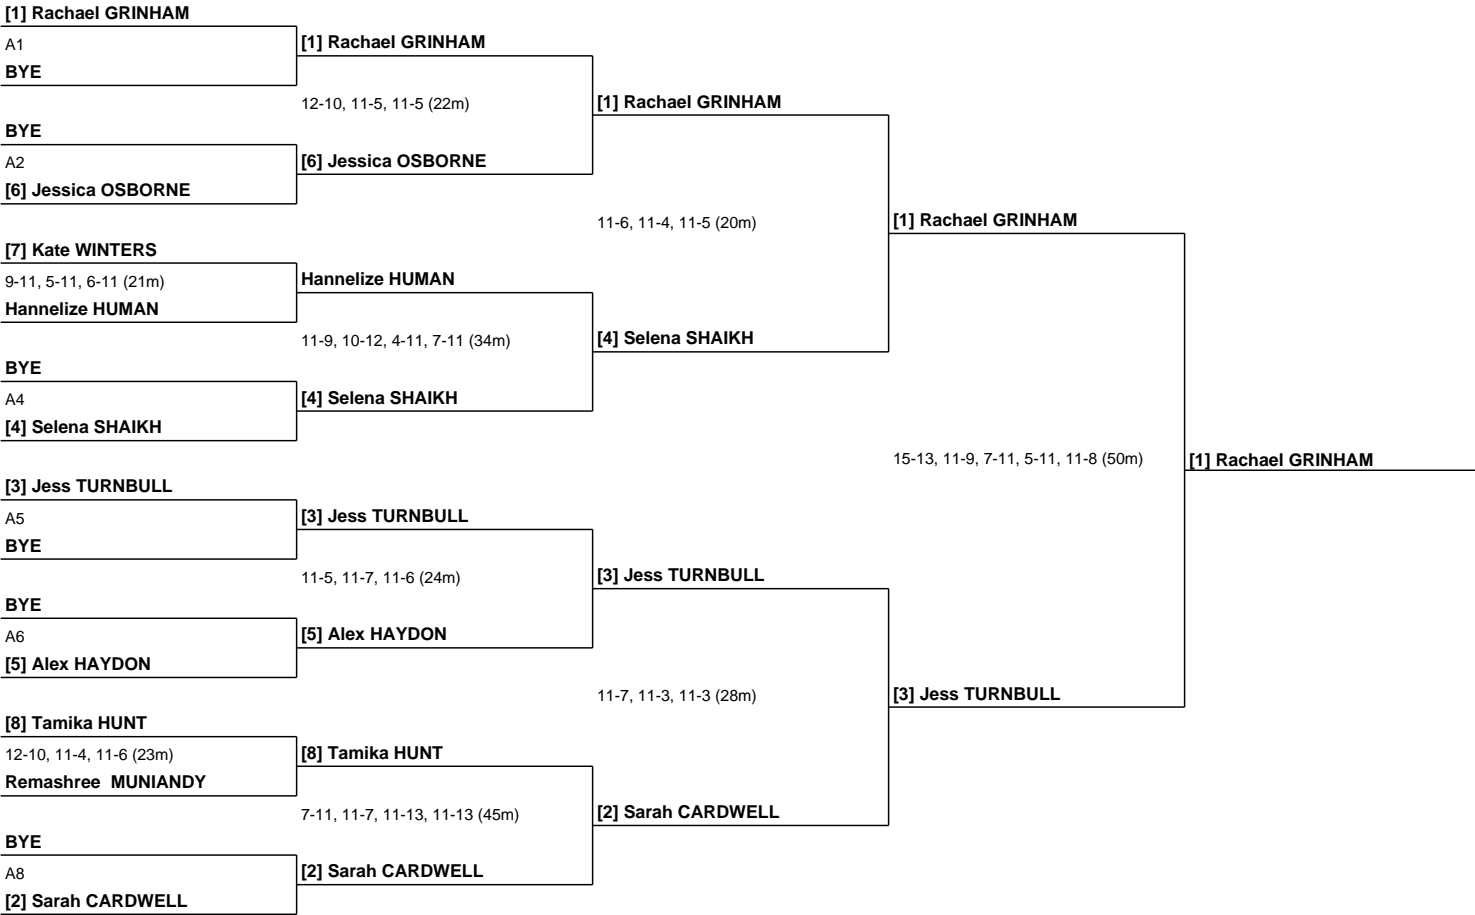 [1] Rachael GRINHAM
A1
BYE
BYE
A2
[6] Jessica OSBORNE
[7] Kate WINTERS
9-11, 5-11, 6-11 (21m)
Hannelize HUMAN
BYE
A4
[4] Selena SHAIKH
[3] Jess TURNBULL
A5
BYE
BYE
A6
[5] Alex HAYDON
[8] Tamika HUNT
12-10, 11-4, 11-6 (23m)
Remashree  MUNIANDY
BYE
A8
[2] Sarah CARDWELL
[1] Rachael GRINHAM
12-10, 11-5, 11-5 (22m)
[6] Jessica OSBORNE
Hannelize HUMAN
11-9, 10-12, 4-11, 7-11 (34m)
[4] Selena SHAIKH
[3] Jess TURNBULL
11-5, 11-7, 11-6 (24m)
[5] Alex HAYDON
[8] Tamika HUNT
7-11, 11-7, 11-13, 11-13 (45m)
[2] Sarah CARDWELL
[1] Rachael GRINHAM
11-6, 11-4, 11-5 (20m)
[4] Selena SHAIKH
[3] Jess TURNBULL
11-7, 11-3, 11-3 (28m)
[2] Sarah CARDWELL
[1] Rachael GRINHAM
15-13, 11-9, 7-11, 5-11, 11-8 (50m)
[3] Jess TURNBULL
[1] Rachael GRINHAM